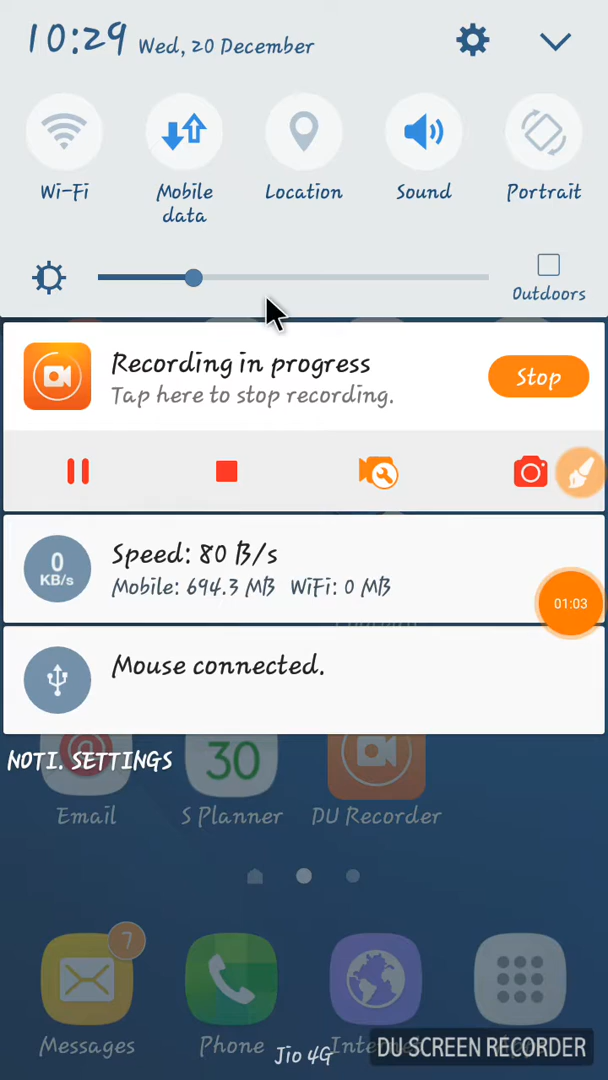 10:29 Wed, 20 December
Wi-Fi
Mobile data
Location
Sound
Portrait
Outdoors
Recording in progress
Tap here to stop recording.
Stop
0 KB/s
Speed: 80 B/s
Mobile: 694.3 MB WiFi: 0 MB
01:03
Mouse connected.
NOTI. SETTINGS
30
Email
S Planner
DU Recorder
7
Messages
Phone
Jio 4G
DU SCREEN RECORDER